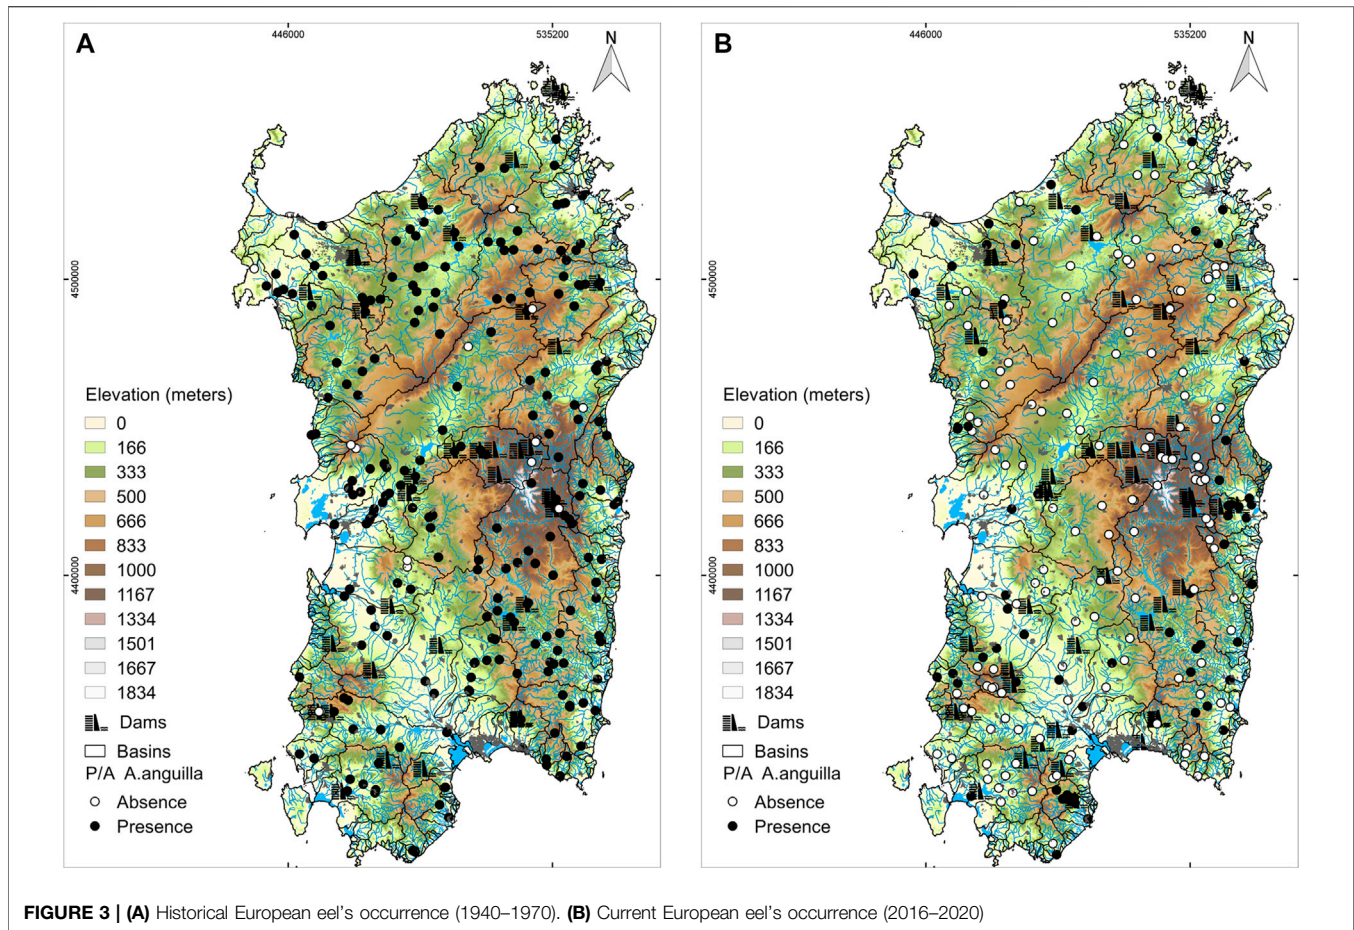 A
446000
535200
N
4500000
4400000
Elevation (meters)
0
166
333
500
666
833
1000
1167
1334
1501
1667
1834
Dams
Basins
P/A A.anguilla
Absence
Presence
B
446000
535200
N
4500000
4400000
Elevation (meters)
0
166
333
500
666
833
1000
1167
1334
1501
1667
1834
Dams
Basins
P/A A.anguilla
Absence
Presence
FIGURE 3 | (A) Historical European eel's occurrence (1940–1970). (B) Current European eel's occurrence (2016–2020)